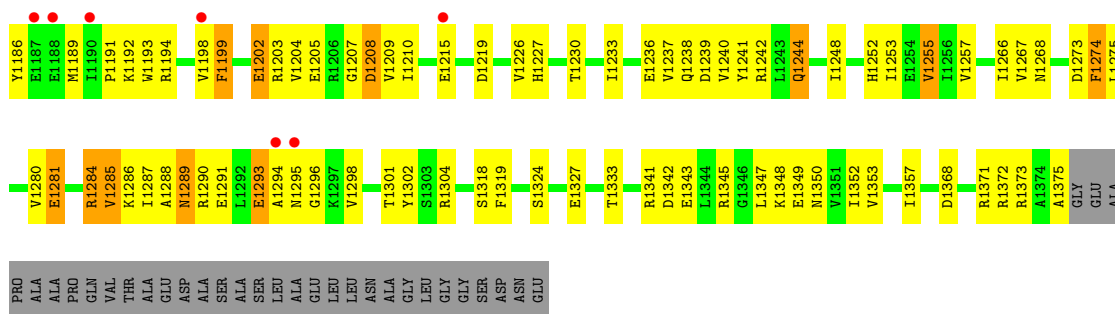 Y1186 E1187 E1188 M1189 I1190 P1191 K1192 W1193 R1194 V1198 F1199 E1202 R1203 V1204 E1205 R1206 G1207 D1208 V1209 I1210 E1215 D1219 V1226 H1227 T1230 I1233 E1236 V1237 Q1238 D1239 V1240 Y1241 R1242 L1243 Q1244 I1248 H1252 I1253 E1254 V1255 I1256 V1257 I1266 V1267 N1268 D1273 F1274 L1275
V1280 E1281 R1284 V1285 K1286 I1287 A1288 N1289 R1290 E1291 L1292 E1293 A1294 N1295 G1296 K1297 V1298 T1301 Y1302 S1303 R1304 S1318 F1319 S1324 E1327 T1333 R1341 D1342 E1343 L1344 R1345 G1346 L1347 K1348 E1349 N1350 V1351 I1352 V1353 I1357 D1368 R1371 R1372 R1373 A1374 A1375 GLY GLU ALA
PRO ALA ALA PRO GLN VAL THR ALA GLU ASP ALA SER ALA ALA SER LEU ALA GLU LEU LEU ASN ALA GLY LEU GLY GLY SER ASP ASN GLU